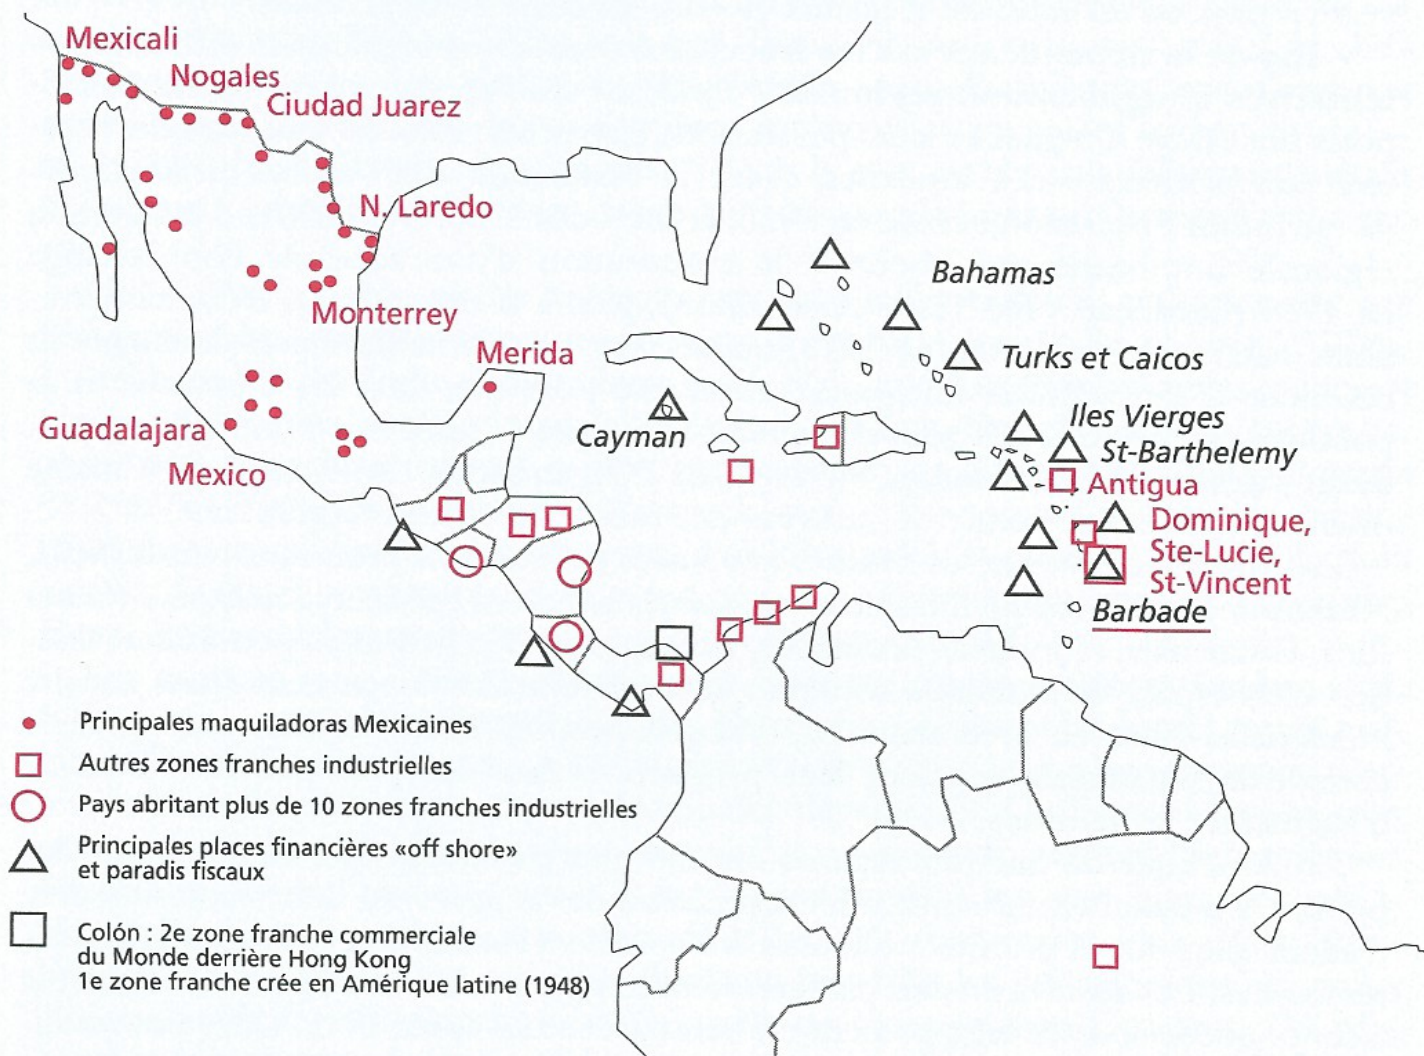 Mexicali
Nogales
Ciudad Juarez
N. Laredo
Monterrey
Merida
Guadalajara
Mexico
Bahamas
Turks et Caicos
Cayman
Iles Vierges
St-Barthelemy
Antigua
Dominique,
Ste-Lucie,
St-Vincent
Barbade
Principales maquiladoras Mexicaines
Autres zones franches industrielles
Pays abritant plus de 10 zones franches industrielles
Principales places financières «off shore»
et paradis fiscaux
Colón : 2e zone franche commerciale
du Monde derrière Hong Kong
1e zone franche crée en Amérique latine (1948)